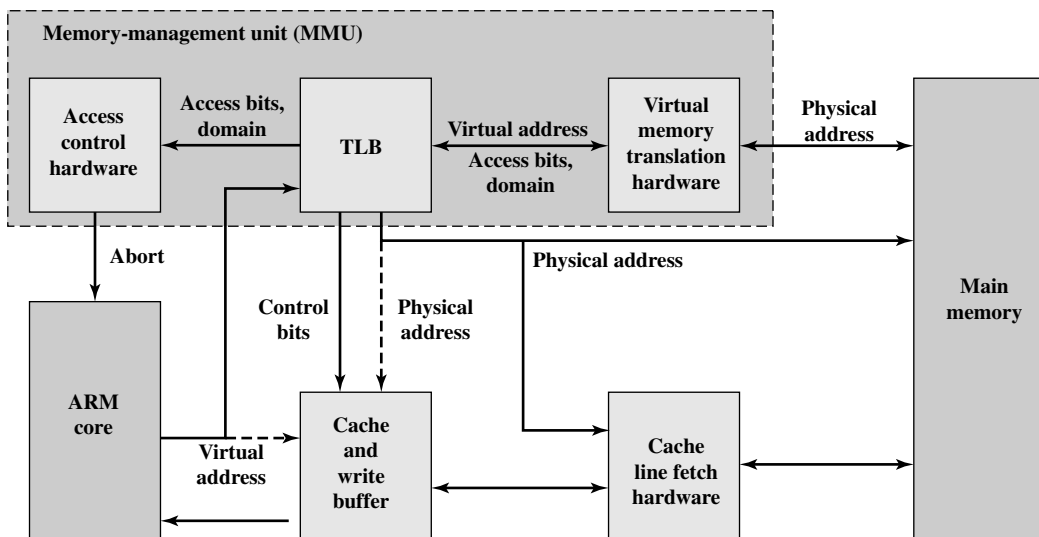 Memory-management unit (MMU)
Access
control
hardware
Access bits,
domain
TLB
Virtual address
Access bits,
domain
Virtual
memory
translation
hardware
Physical
address
Abort
Control
bits
Physical
address
Physical address
Main
memory
ARM
core
Virtual
address
Cache
and
write
buffer
Cache
line fetch
hardware